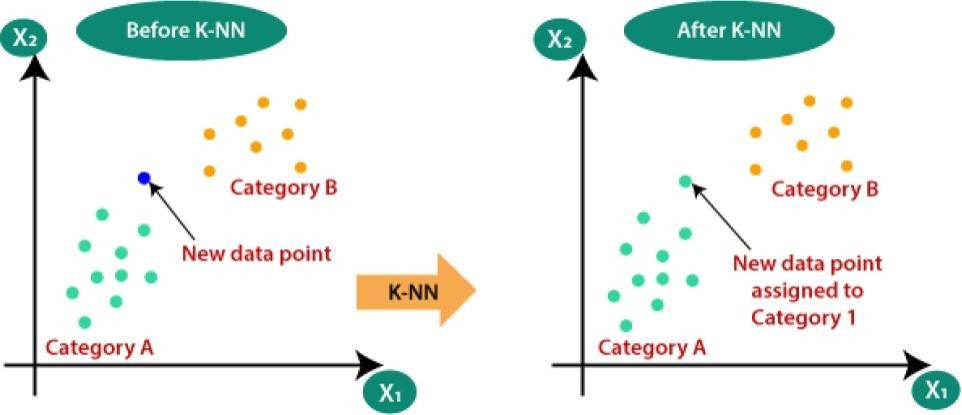 Before K-NN
X₂
Category B
New data point
Category A
X₁
K-NN
After K-NN
X₂
Category B
New data point
assigned to
Category 1
Category A
X₁